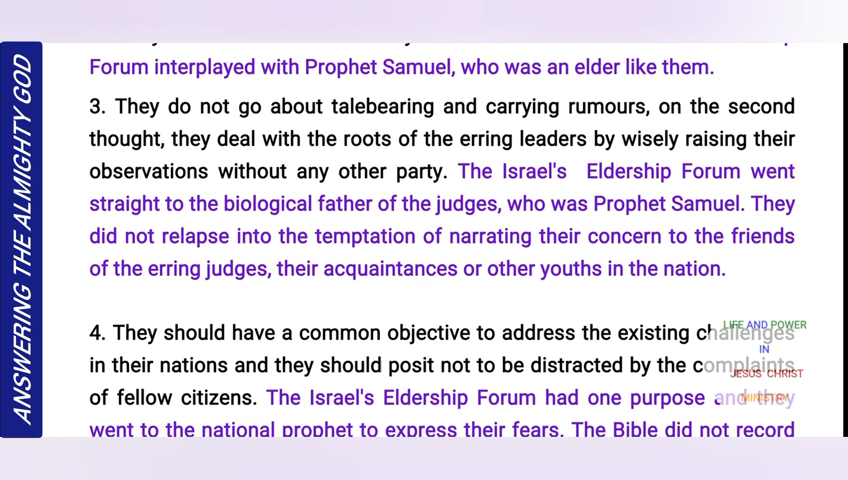 ANSWERING THE ALMIGHTY GOD
Forum interplayed with Prophet Samuel, who was an elder like them.
3. They do not go about talebearing and carrying rumours, on the second
thought, they deal with the roots of the erring leaders by wisely raising their
observations without any other party. The Israel's Eldership Forum went
straight to the biological father of the judges, who was Prophet Samuel. They
did not relapse into the temptation of narrating their concern to the friends
of the erring judges, their acquaintances or other youths in the nation.
4. They should have a common objective to address the existing challenges
in their nations and they should posit not to be distracted by the complaints
of fellow citizens. The Israel's Eldership Forum had one purpose and they
went to the national prophet to express their fears. The Bible did not record
LIFE AND POWER
IN
JESUS CHRIST
MINISTRY